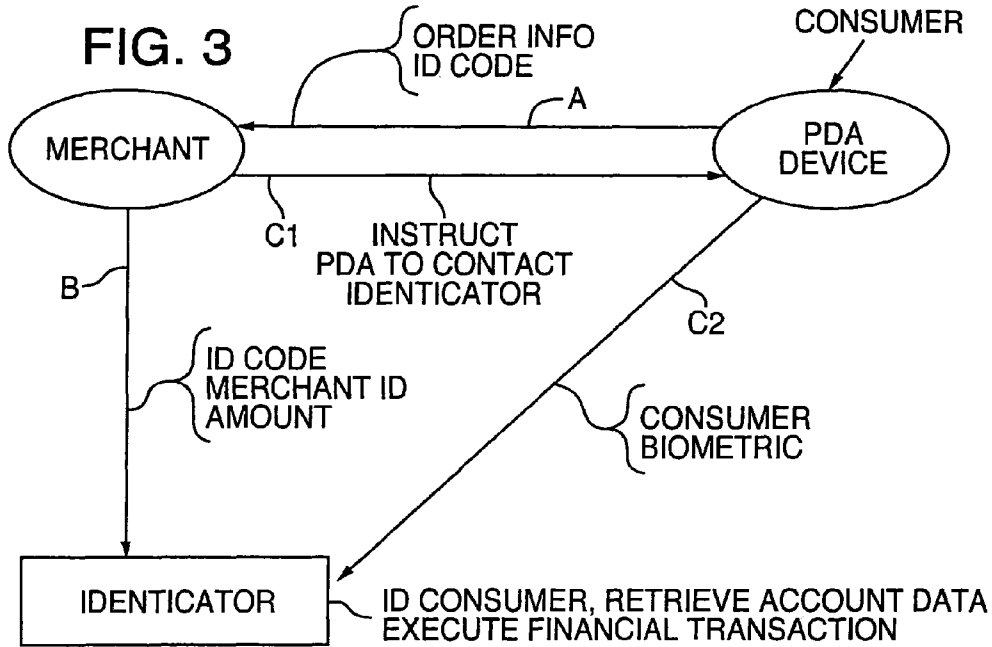 FIG. 3
ORDER INFO
ID CODE
CONSUMER
A
MERCHANT
PDA
DEVICE
C1
INSTRUCT
PDA TO CONTACT
IDENTICATOR
B
C2
ID CODE
MERCHANT ID
AMOUNT
CONSUMER
BIOMETRIC
IDENTICATOR
ID CONSUMER, RETRIEVE ACCOUNT DATA
EXECUTE FINANCIAL TRANSACTION